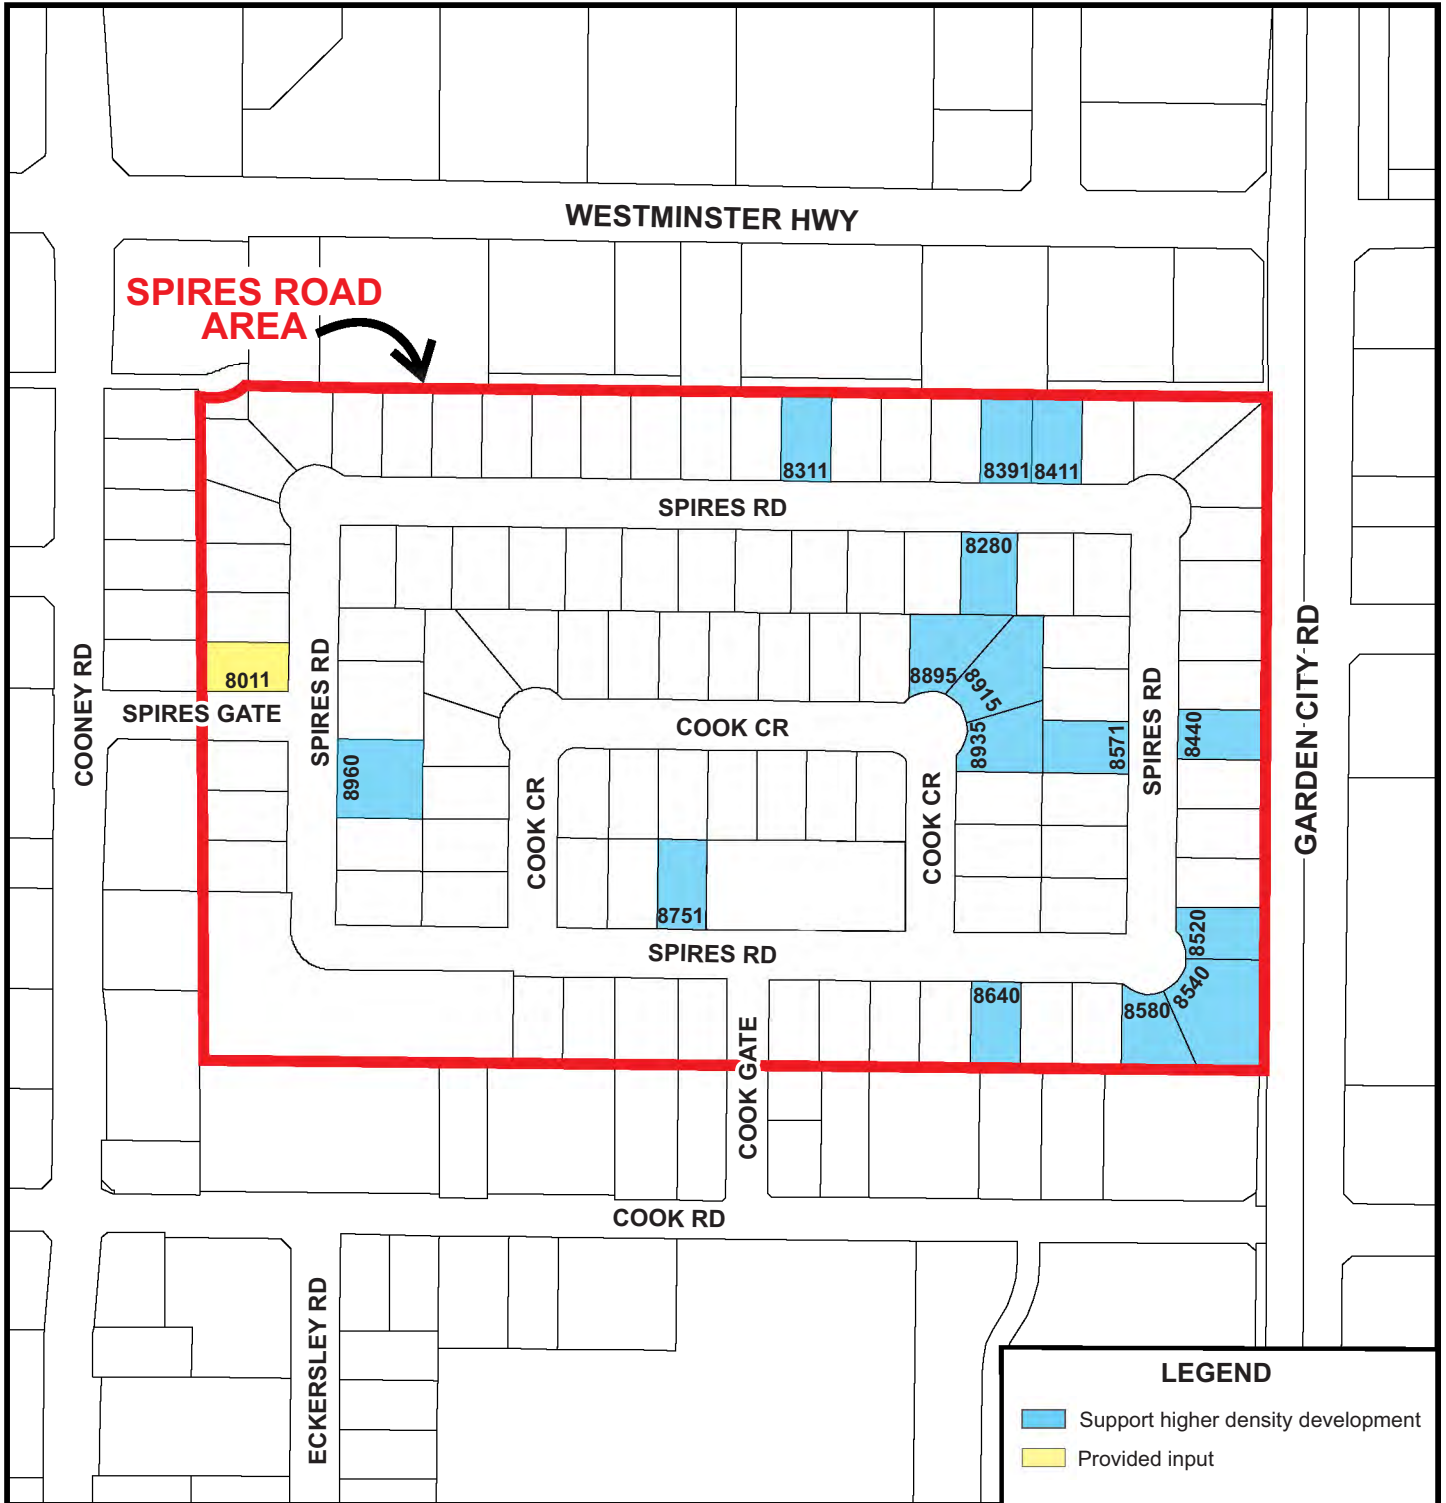 WESTMINSTER HWY
SPIRES ROAD
AREA
8311
8391
8411
SPIRES RD
8280
COONEY RD
8011
SPIRES GATE
SPIRES RD
8960
8895
8915
8935
COOK CR
COOK CR
COOK CR
8571
SPIRES RD
8440
GARDEN CITY RD
8751
8520
8540
8580
SPIRES RD
8640
COOK GATE
COOK RD
ECKERSLEY RD
LEGEND
Support higher density development
Provided input